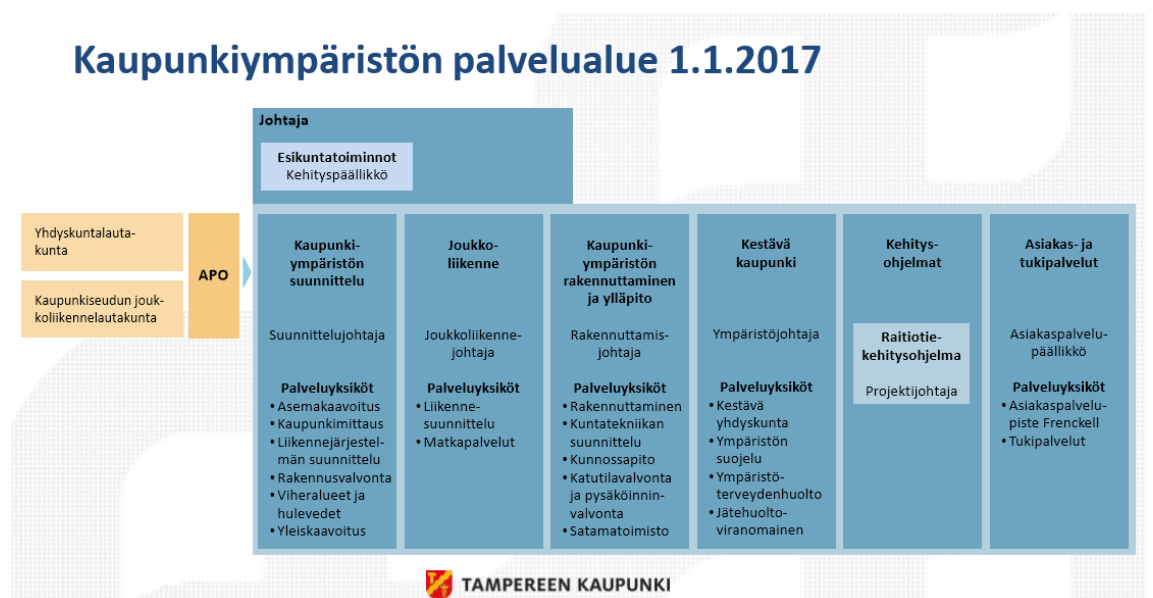 Kaupunkiympäristön palvelualue 1.1.2017
Johtaja
Esikuntatoiminnot
Kehityspäällikkö
Yhdyskuntalauta-
kunta
Kaupunkiseudun jouk-
koliikennelautakunta
APO
Kaupunki-
ympäristön
suunnittelu
Suunnittelujohtaja
Palveluyksiköt
• Asemakaavoitus
• Kaupunkimittaus
• Liikennejärjestel-
män suunnittelu
• Rakennusvalvonta
• Viheralueet ja
hulevedet
• Yleiskaavoitus
Joukko-
liikenne
Joukkoliikenne-
johtaja
Palveluyksiköt
• Liikenne-
suunnittelu
• Matkapalvelut
Kaupunki-
ympäristön
rakennuttaminen
ja ylläpito
Rakennuttamis-
johtaja
Palveluyksiköt
• Rakennuttaminen
• Kuntatekniikan
suunnittelu
• Kunnossapito
• Katutilavalvonta
ja pysäköinnin-
valvonta
• Satamatoimisto
Kestävä
kaupunki
Ympäristöjohtaja
Palveluyksiköt
• Kestävä
yhdyskunta
• Ympäristön
suojelu
• Ympäristö-
terveydenhuolto
• Jätehuolto-
viranomainen
Kehitys-
ohjelmat
Raitiotie-
kehitysohjelma
Projektijohtaja
Asiakas- ja
tukipalvelut
Asiakaspalvelu-
päällikkö
Palveluyksiköt
• Asiakaspalvelu-
piste Frenckell
• Tukipalvelut
TAMPEREEN KAUPUNKI